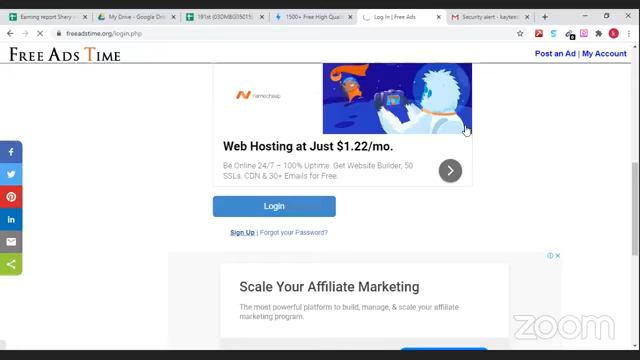 Earning report Shery
My Drive - Google Dri
191st (03DMBG05015)
1500+ Free High Quali
Log In | Free Ads
Security alert - kaytee
freeadstime.org/login.php
FREE ADS TIME
Post an Ad | My Account
namecheap
Web Hosting at Just $1.22/mo.
Be Online 24/7 – 100% Uptime. Get Website Builder, 50
SSLs, CDN & 30+ Emails for Free.
Login
Sign Up | Forgot your Password?
Scale Your Affiliate Marketing
The most powerful platform to build, manage, & scale your affiliate
marketing program.
zoom